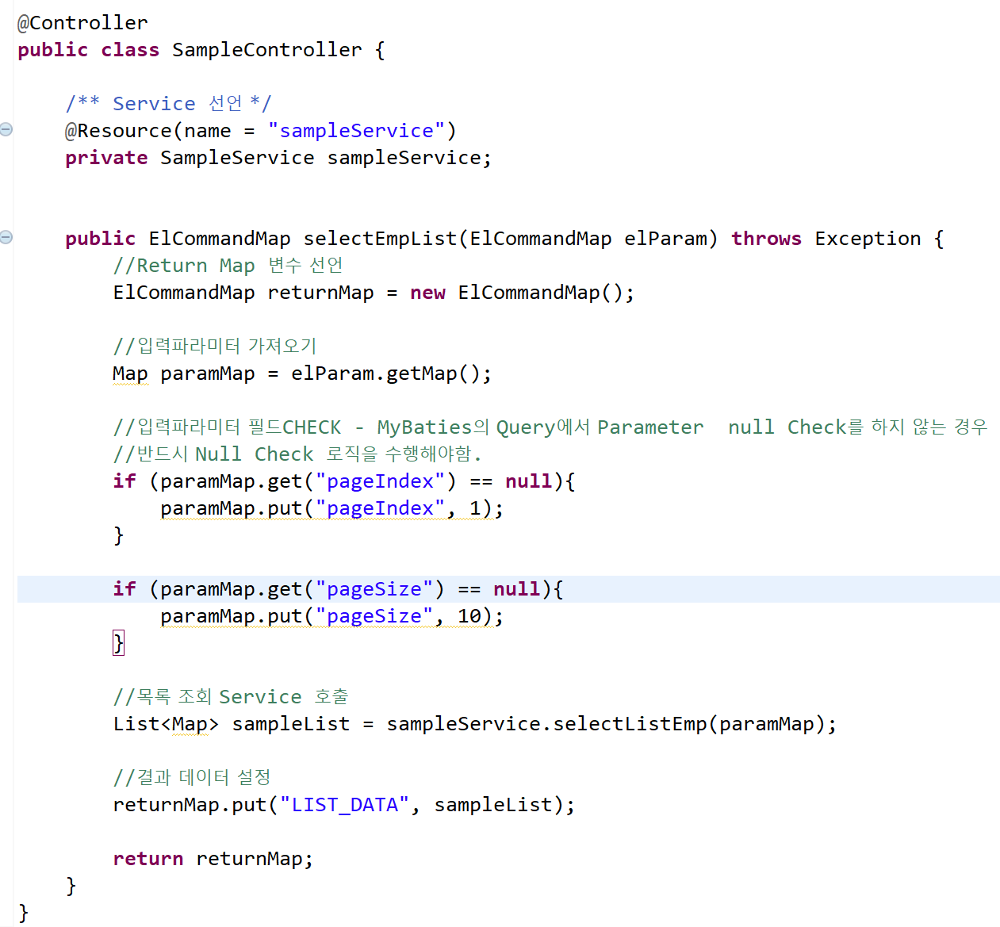 @Controller
public class SampleController {
/** Service 선언 */
@Resource(name = "sampleService")
private SampleService sampleService;
public ElCommandMap selectEmpList(ElCommandMap elParam) throws Exception {
//Return Map 변수 선언
ElCommandMap returnMap = new ElCommandMap();
//입력파라미터 가져오기
Map paramMap = elParam.getMap();
//입력파라미터 필드CHECK - MyBaties의 Query에서 Parameter  null Check를 하지 않는 경우
//반드시 Null Check 로직을 수행해야함.
if (paramMap.get("pageIndex") == null){
paramMap.put("pageIndex", 1);
}
if (paramMap.get("pageSize") == null){
paramMap.put("pageSize", 10);
}
//목록 조회 Service 호출
List<Map> sampleList = sampleService.selectListEmp(paramMap);
//결과 데이터 설정
returnMap.put("LIST_DATA", sampleList);
return returnMap;
}
}